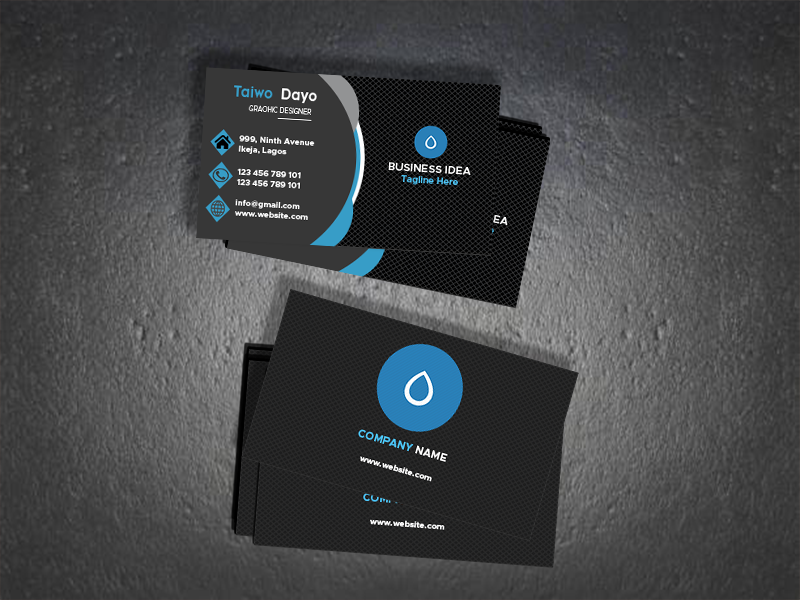 Taiwo Dayo
GRAOHIC DESIGNER
999, Ninth Avenue
Ikeja, Lagos
123 456 789 101
123 456 789 101
info@gmail.com
www.website.com
BUSINESS IDEA
Tagline Here
EA
COMPANY NAME
www.website.com
COM
www.website.com